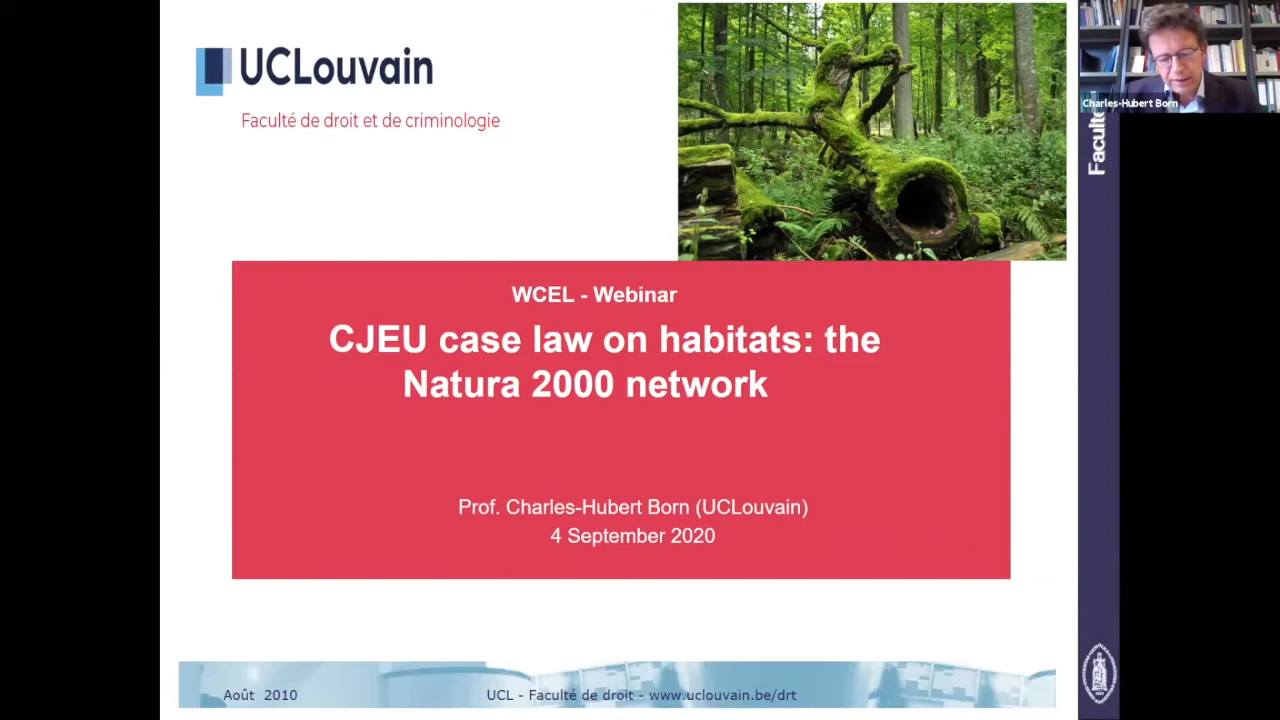 UCLouvain
Faculté de droit et de criminologie
Charles-Hubert Born
Faculté
WCEL - Webinar
CJEU case law on habitats: the
Natura 2000 network
Prof. Charles-Hubert Born (UCLouvain)
4 September 2020
Août 2010
UCL - Faculté de droit - www.uclouvain.be/drt